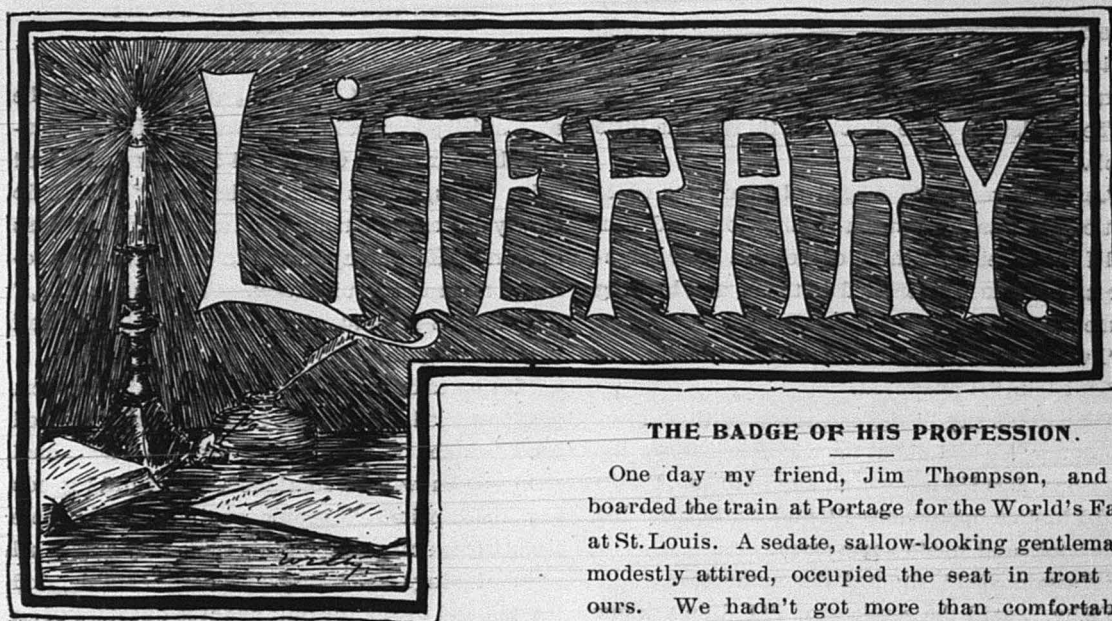 LITERARY.
THE BADGE OF HIS PROFESSION.
One day my friend, Jim Thompson, and
boarded the train at Portage for the World's Fa
at St. Louis. A sedate, sallow-looking gentlema
modestly attired, occupied the seat in front
ours. We hadn't got more than comfortab